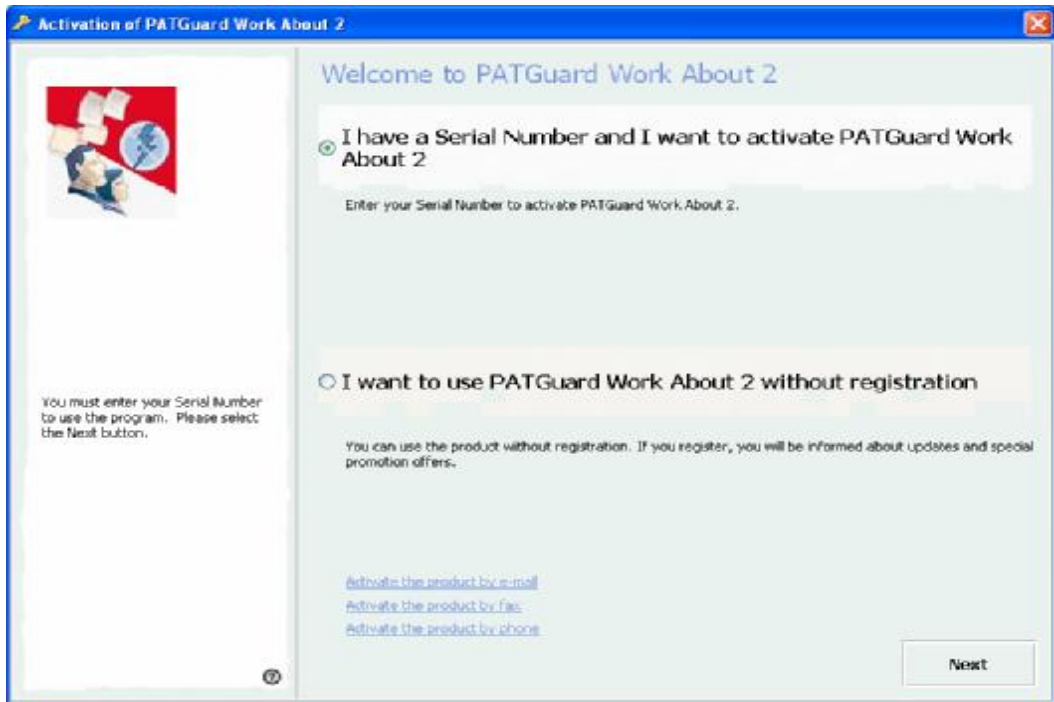 Activation of PATGuard Work About 2
Welcome to PATGuard Work About 2
I have a Serial Number and I want to activate PATGuard Work
About 2
Enter your Serial Number to activate PATGuard Work About 2.
I want to use PATGuard Work About 2 without registration
You must enter your Serial Number
to use the program. Please select
the Next button.
You can use the product without registration. If you register, you will be informed about updates and special
promotion offers.
Activate the product by e-mail
Activate the product by fax
Activate the product by phone
Next
?